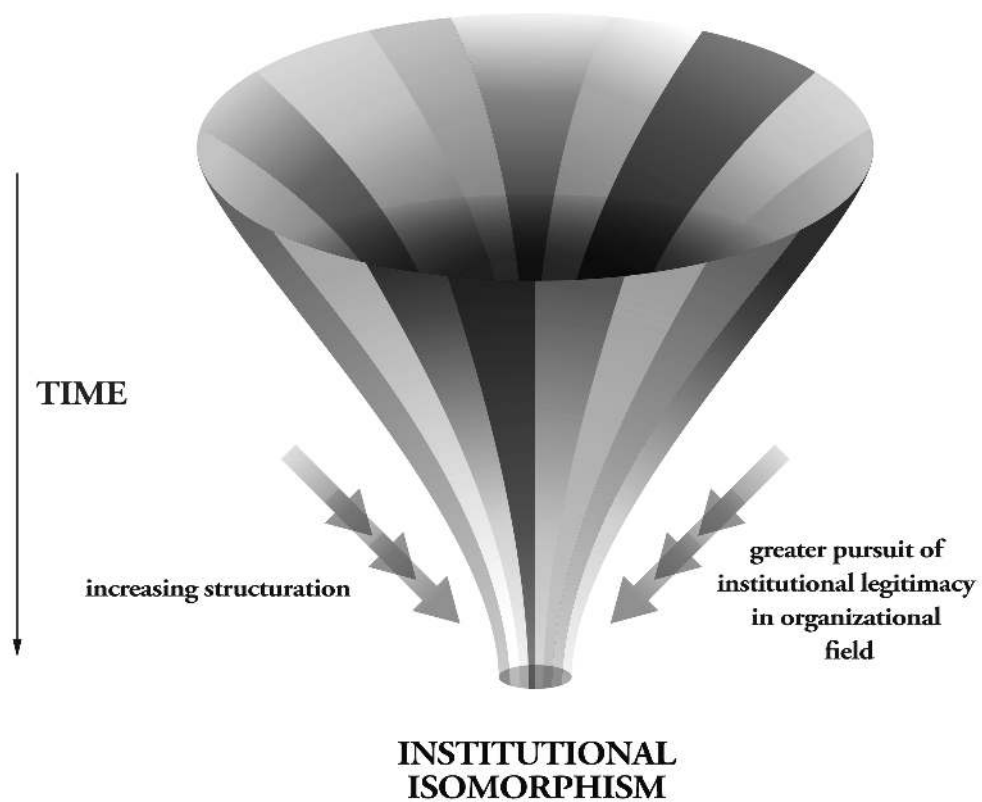 TIME
increasing structuration
greater pursuit of
institutional legitimacy
in organizational
field
INSTITUTIONAL
ISOMORPHISM